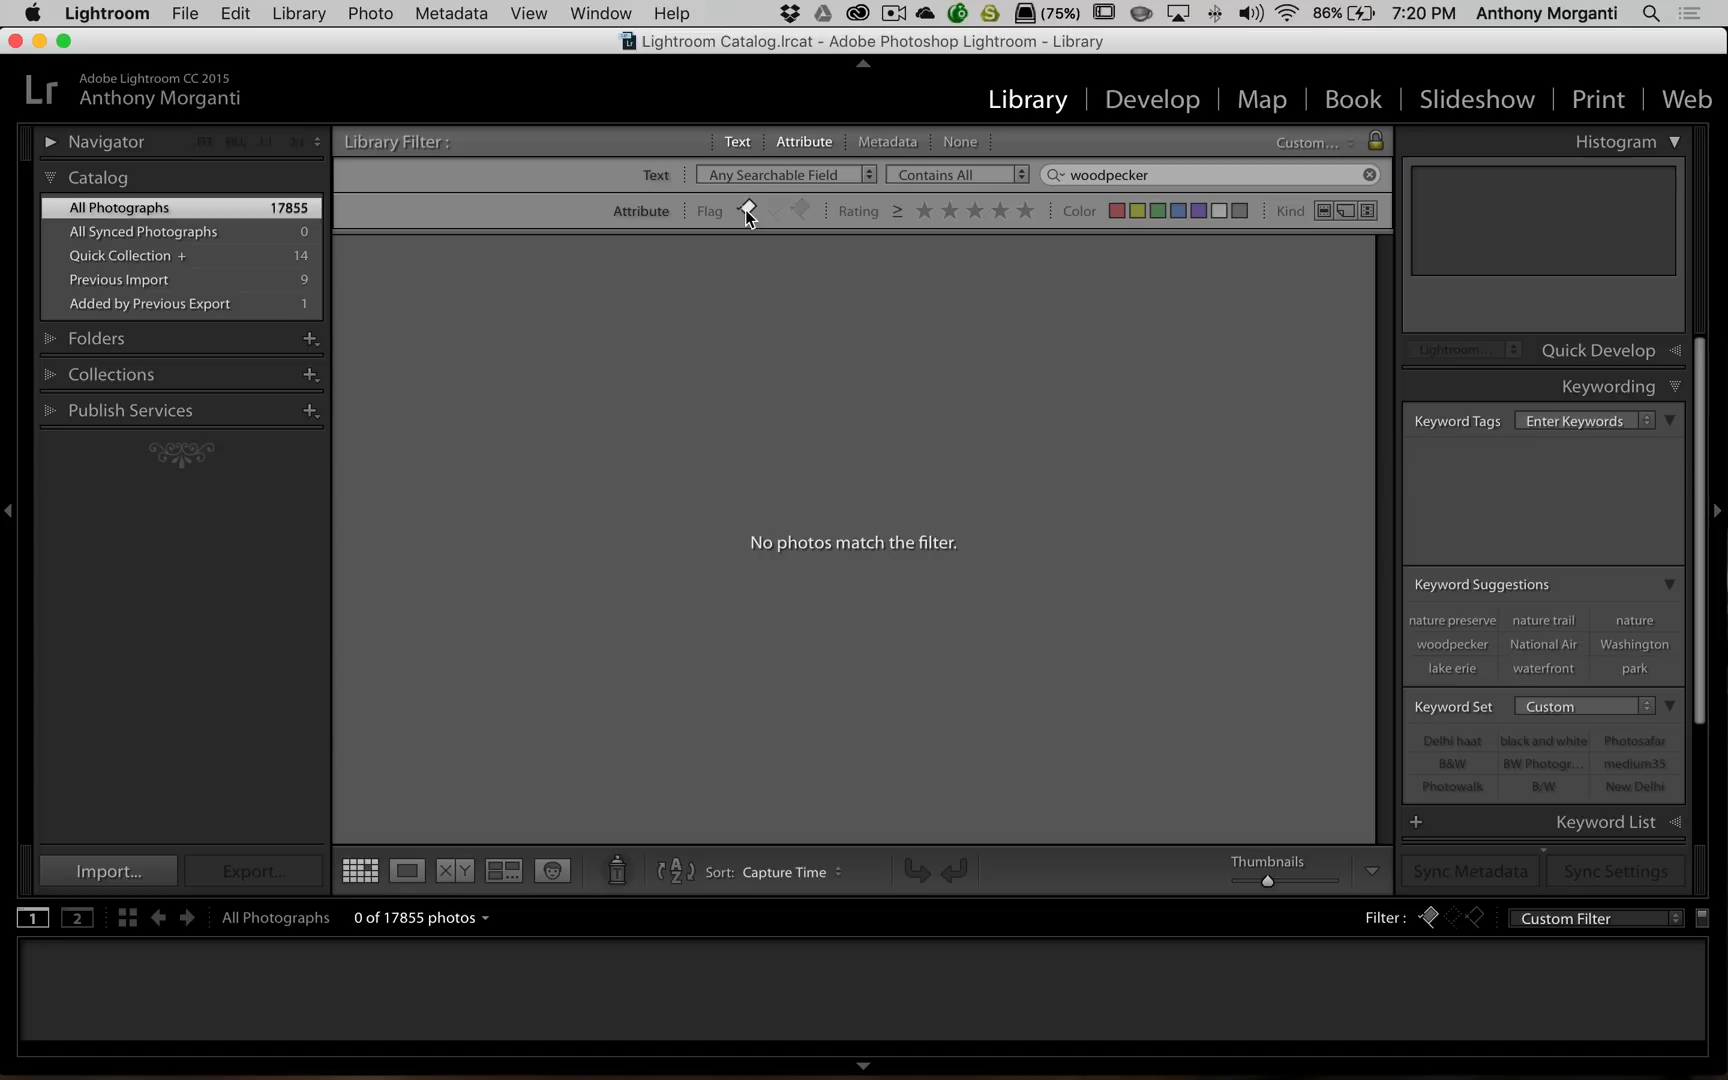 Lightroom File Edit Library Photo Metadata View Window Help (75%) 86% 7:20 PM Anthony Morganti
Lightroom Catalog.lrcat - Adobe Photoshop Lightroom - Library
Lr
Adobe Lightroom CC 2015
Anthony Morganti
Library | Develop | Map | Book | Slideshow | Print | Web
Navigator
Library Filter : Text Attribute Metadata None Custom...
Histogram
Catalog
Text Any Searchable Field Contains All woodpecker
All Photographs 17855
Attribute Flag Rating ≥ Color Kind
All Synced Photographs 0
Quick Collection + 14
Previous Import 9
Added by Previous Export 1
Folders
Collections
Publish Services
No photos match the filter.
Lightroom... Quick Develop
Keywording
Keyword Tags Enter Keywords
Keyword Suggestions
nature preserve nature trail nature
woodpecker National Air Washington
lake erie waterfront park
Keyword Set Custom
Delhi haat black and white Photosafar
B&W BW Photogr... medium35
Photowalk B/W New Delhi
Keyword List
Import... Export...
XY
AZ
Sort: Capture Time
Thumbnails
Sync Metadata Sync Settings
1 2 All Photographs 0 of 17855 photos
Filter : Custom Filter